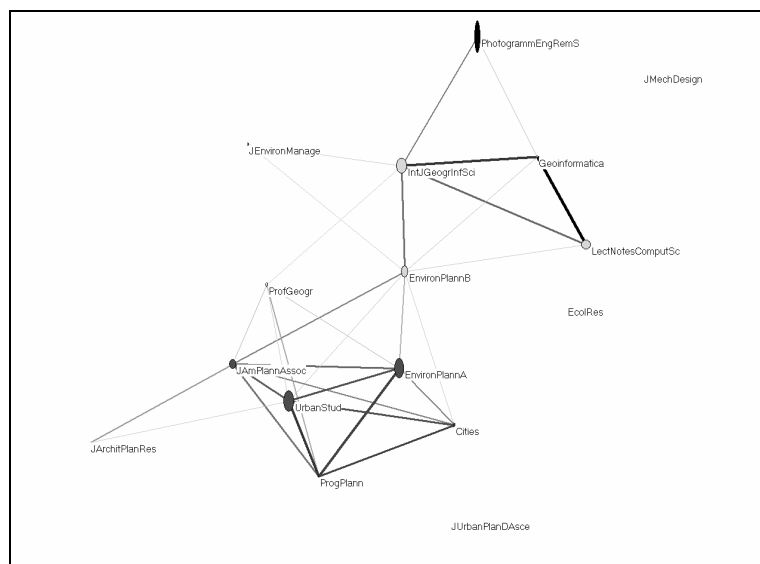 PhotogrammEngRemS
JMechDesign
JEnvironManage
IntJGeogrInfSci
Geoinformatica
LectNotesComputSc
EnvironPlannB
ProfGeogr
EcolRes
JAmPlannAssoc
EnvironPlannA
UrbanStud
Cities
JArchitPlanRes
ProgPlann
JUrbanPlanDAsce